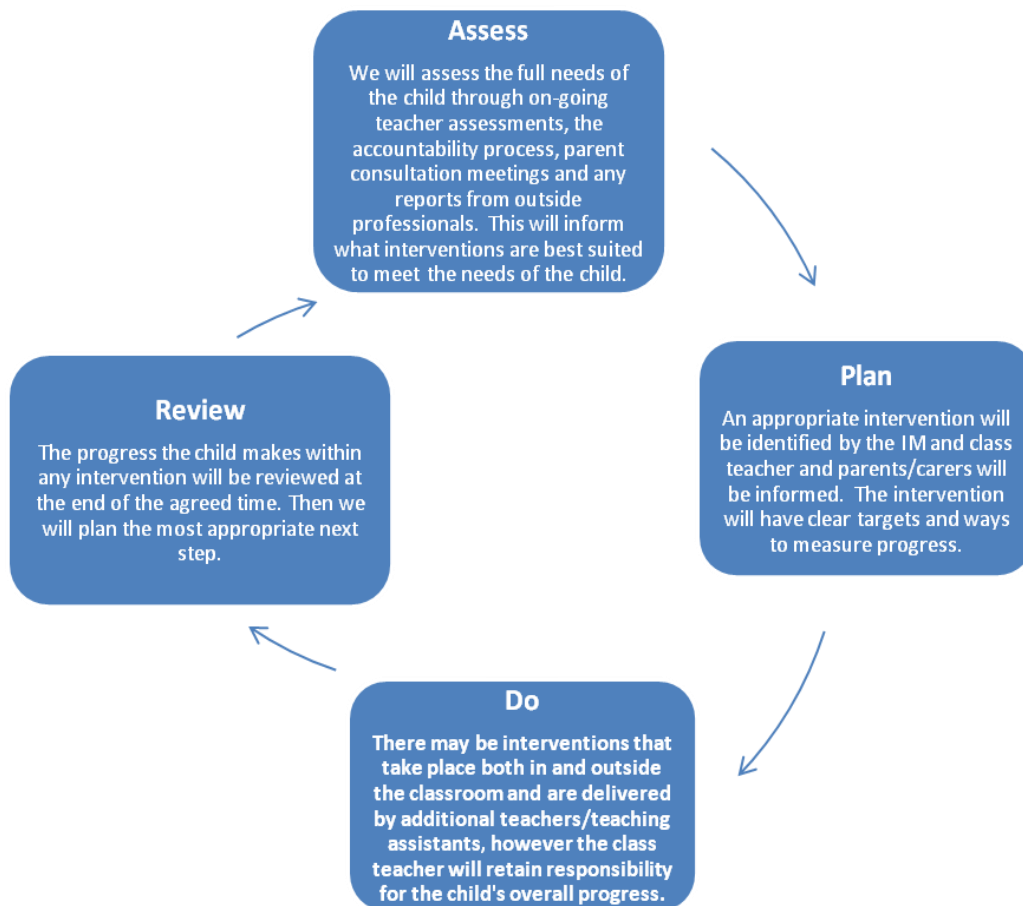 Assess
We will assess the full needs of
the child through on-going
teacher assessments, the
accountability process, parent
consultation meetings and any
reports from outside
professionals.  This will inform
what interventions are best suited
to meet the needs of the child.
Plan
An appropriate intervention will
be identified by the IM and class
teacher and parents/carers will
be informed.  The intervention
will have clear targets and ways
to measure progress.
Do
There may be interventions that
take place both in and outside
the classroom and are delivered
by additional teachers/teaching
assistants, however the class
teacher will retain responsibility
for the child's overall progress.
Review
The progress the child makes within
any intervention will be reviewed at
the end of the agreed time. Then we
will plan the most appropriate next
step.